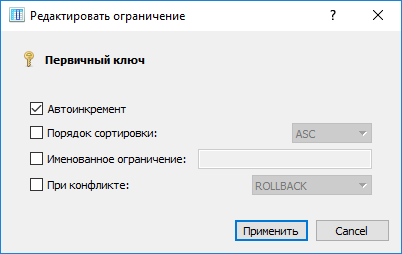 Редактировать ограничение
Первичный ключ
Автоинкремент
Порядок сортировки: ASC
Именованное ограничение:
При конфликте: ROLLBACK
Применить Cancel